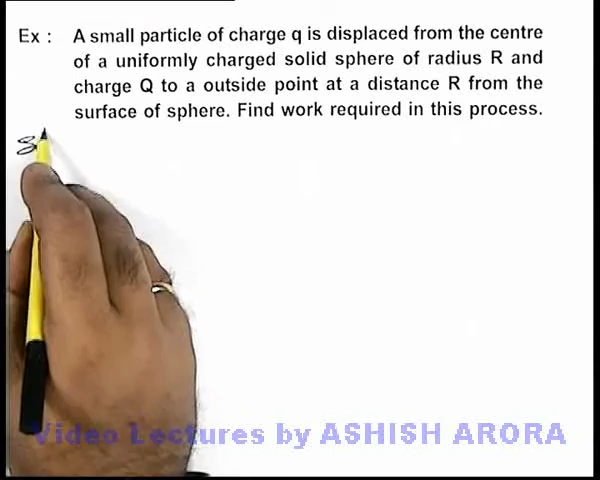 Ex : A small particle of charge q is displaced from the centre
of a uniformly charged solid sphere of radius R and
charge Q to a outside point at a distance R from the
surface of sphere. Find work required in this process.
Video Lectures by ASHISH ARORA